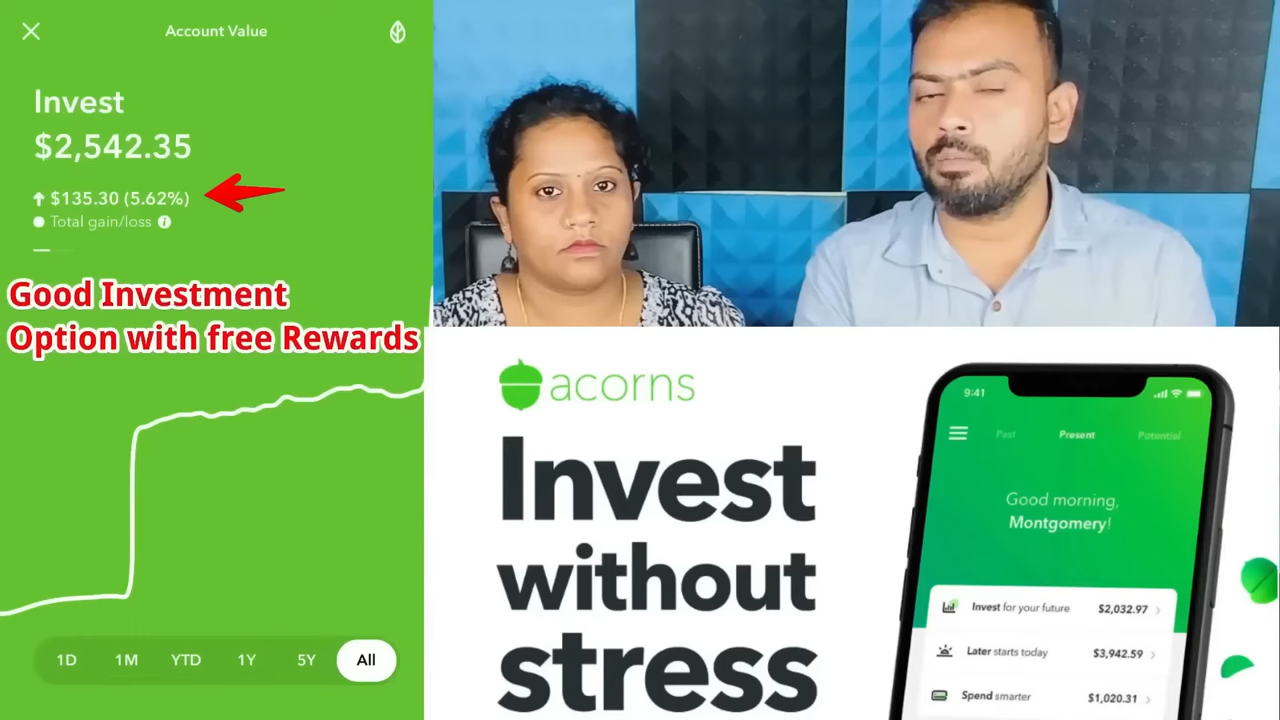 Account Value
Invest
$2,542.35
$135.30 (5.62%)
Total gain/loss
Good Investment
Option with free Rewards
1D 1M YTD 1Y 5Y All
acorns
Invest
without
stress
9:41
Past Present Potential
Good morning,
Montgomery!
Invest for your future $2,032.97
Later starts today $3,942.59
Spend smarter $1,020.31